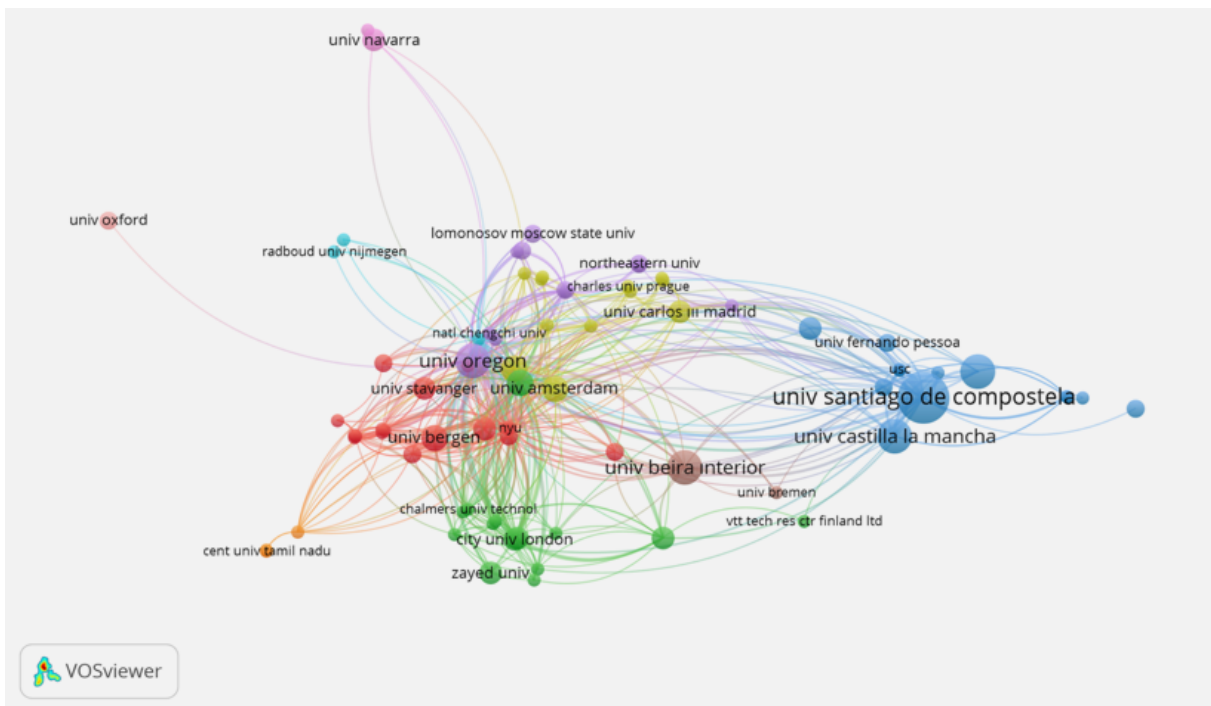 univ navarra
univ oxford
lomonosov moscow state univ
radboud univ nijmegen
northeastern univ
charles univ prague
univ carlos iii madrid
natl chengchi univ
univ fernando pessoa
univ oregon
usc
univ stavanger
univ amsterdam
univ santiago de compostela
nyu
univ bergen
univ castilla la mancha
univ beira interior
univ bremen
chalmers univ technol
vtt tech res ctr finland ltd
city univ london
cent univ tamil nadu
zayed univ
VOSviewer